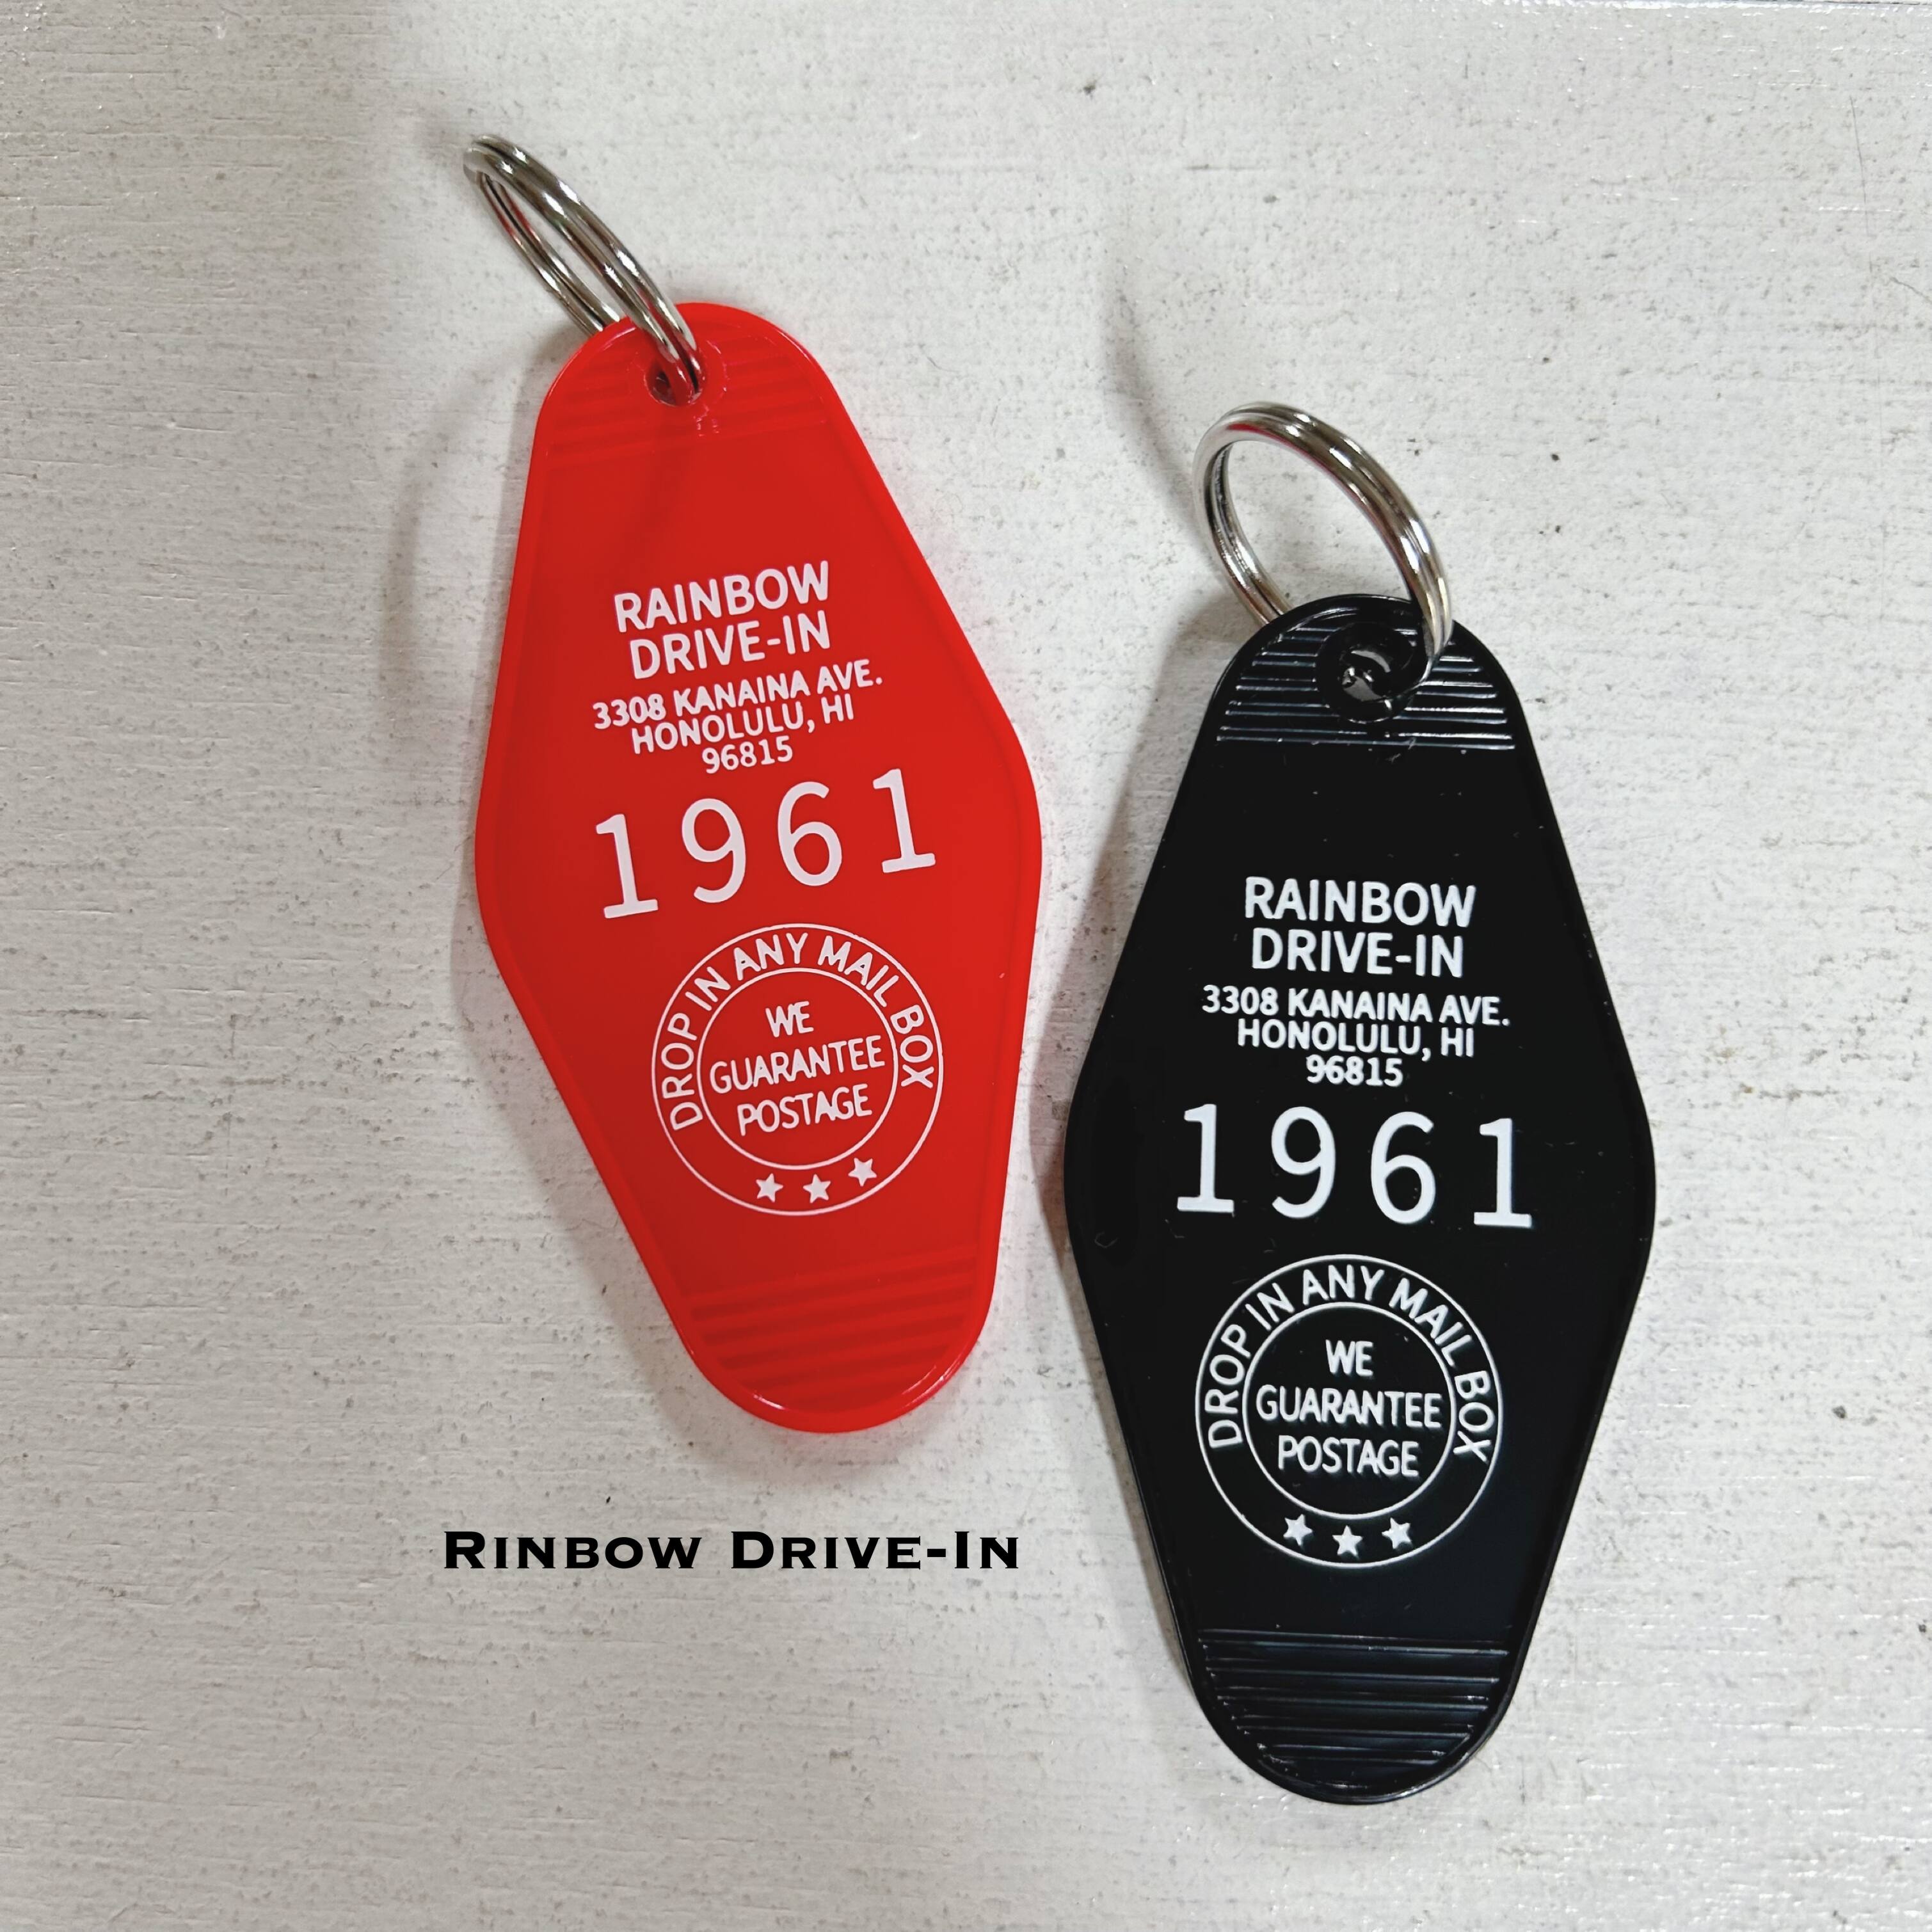 RAINBOW
DRIVE-IN
3308 KANAINA AVE.
HONOLULU, HI
96815
1961
DROP IN ANY MAIL BOX
WE
GUARANTEE
POSTAGE
RAINBOW
DRIVE-IN
3308 KANAINA AVE.
HONOLULU, HI
96815
1961
DROP IN ANY MAIL BOX
WE
GUARANTEE
POSTAGE
RINBOW DRIVE-IN